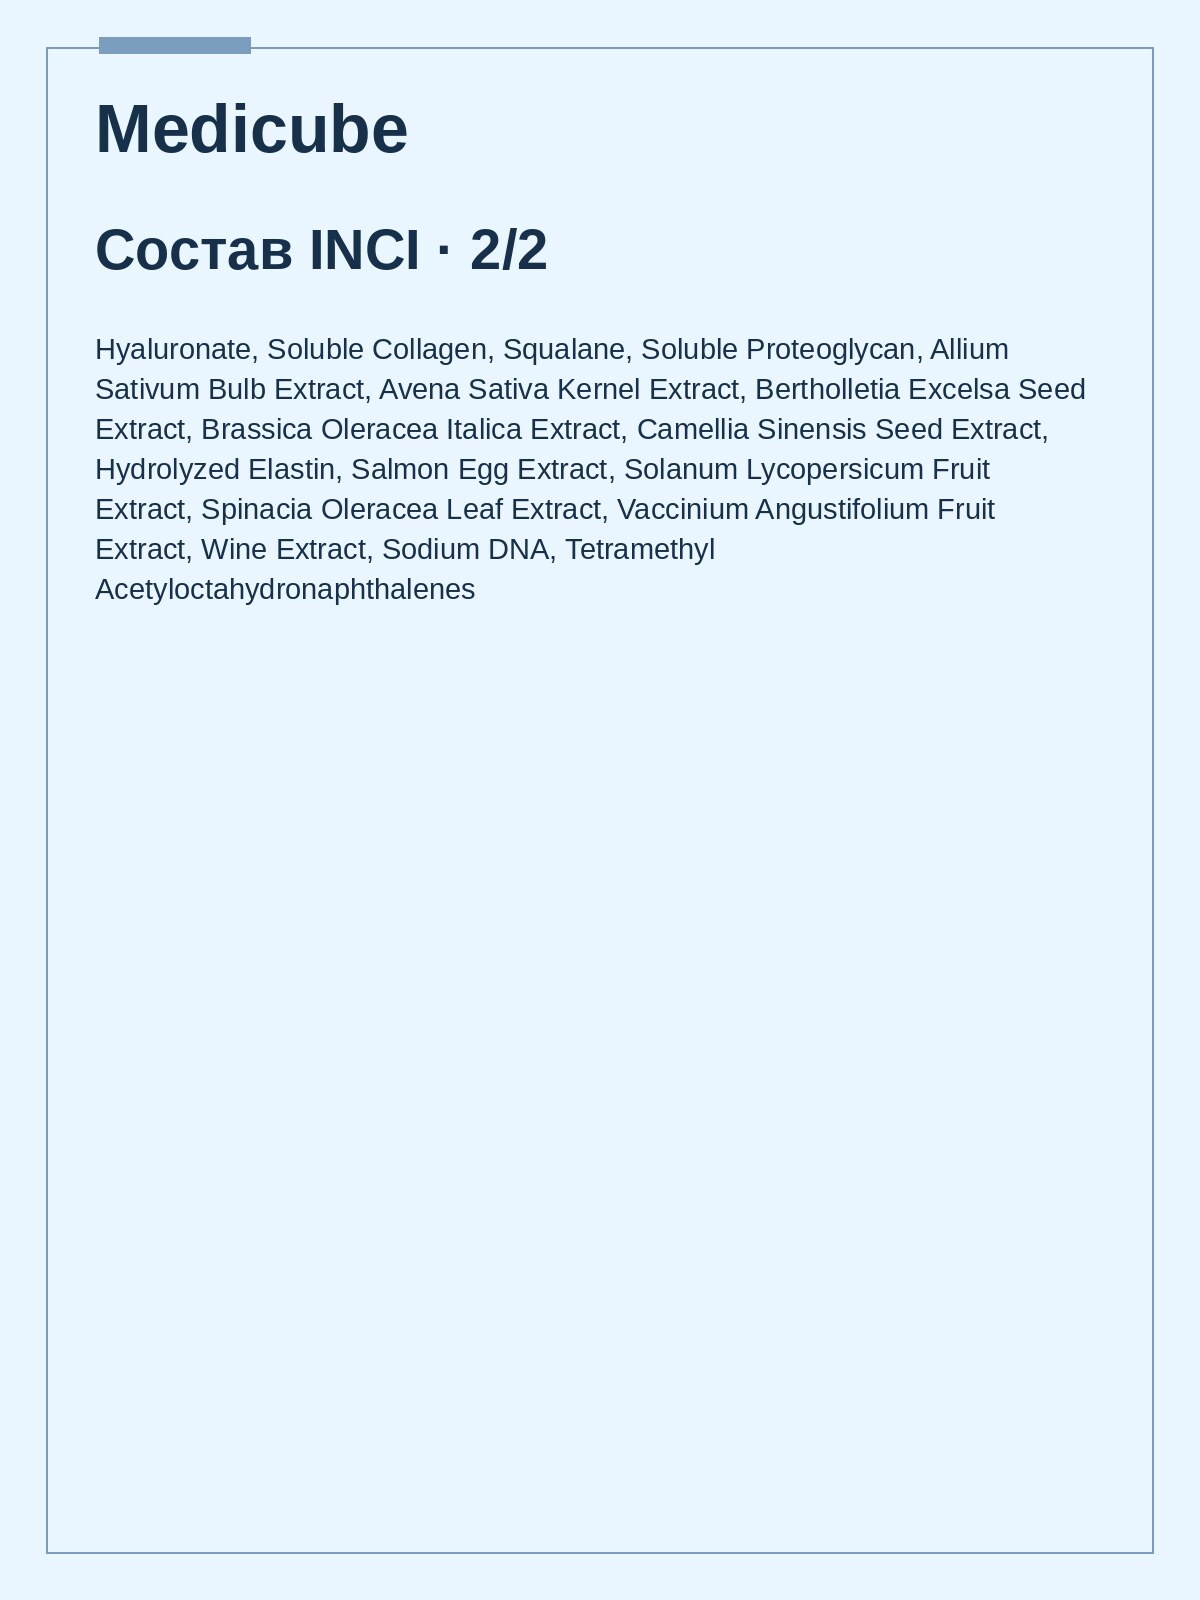 Medicube
Состав INCI · 2/2
Hyaluronate, Soluble Collagen, Squalane, Soluble Proteoglycan, Allium
Sativum Bulb Extract, Avena Sativa Kernel Extract, Bertholletia Excelsa Seed
Extract, Brassica Oleracea Italica Extract, Camellia Sinensis Seed Extract,
Hydrolyzed Elastin, Salmon Egg Extract, Solanum Lycopersicum Fruit
Extract, Spinacia Oleracea Leaf Extract, Vaccinium Angustifolium Fruit
Extract, Wine Extract, Sodium DNA, Tetramethyl
Acetyloctahydronaphthalenes